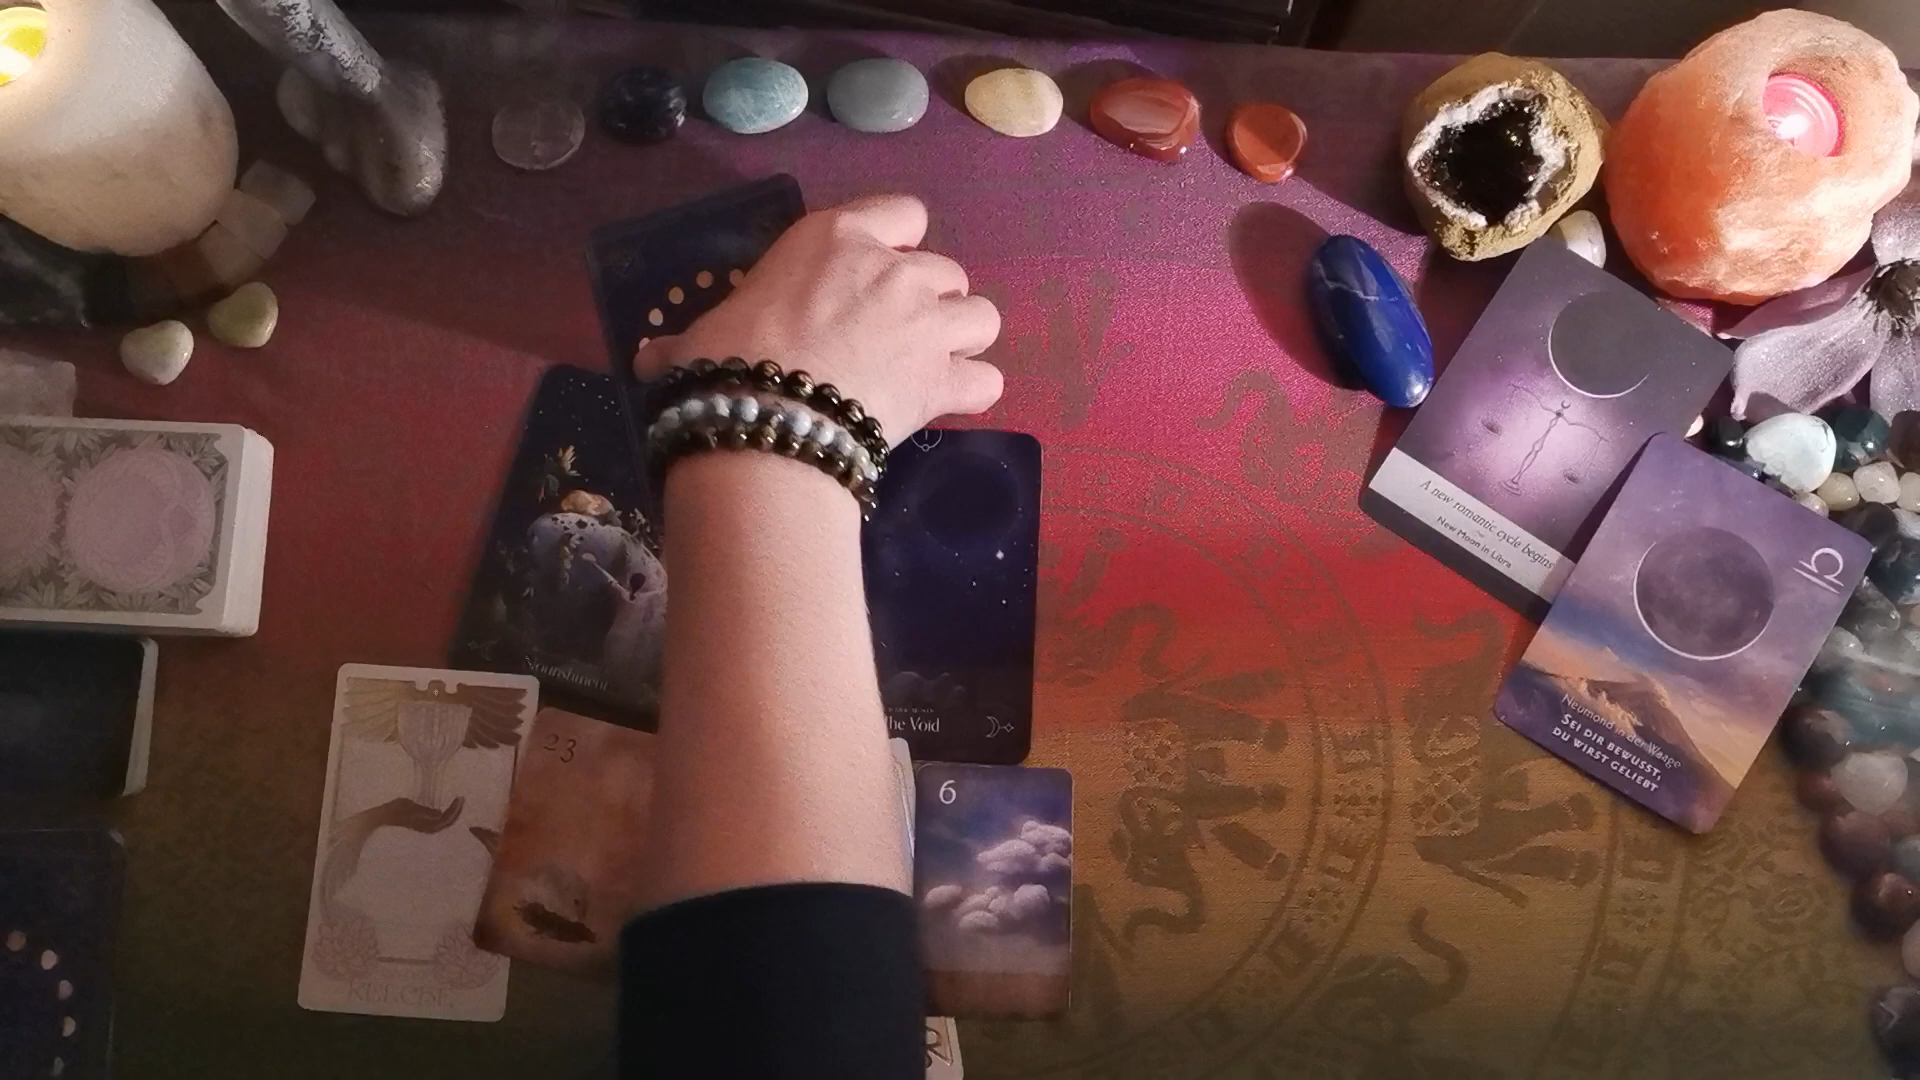 A new romantic cycle begins
New Moon in Libra
Nourishment
the Void
23
6
Neumond in der Waage
SEI DIR BEWUSST,
DU WIRST GELIEBT
KELCHE